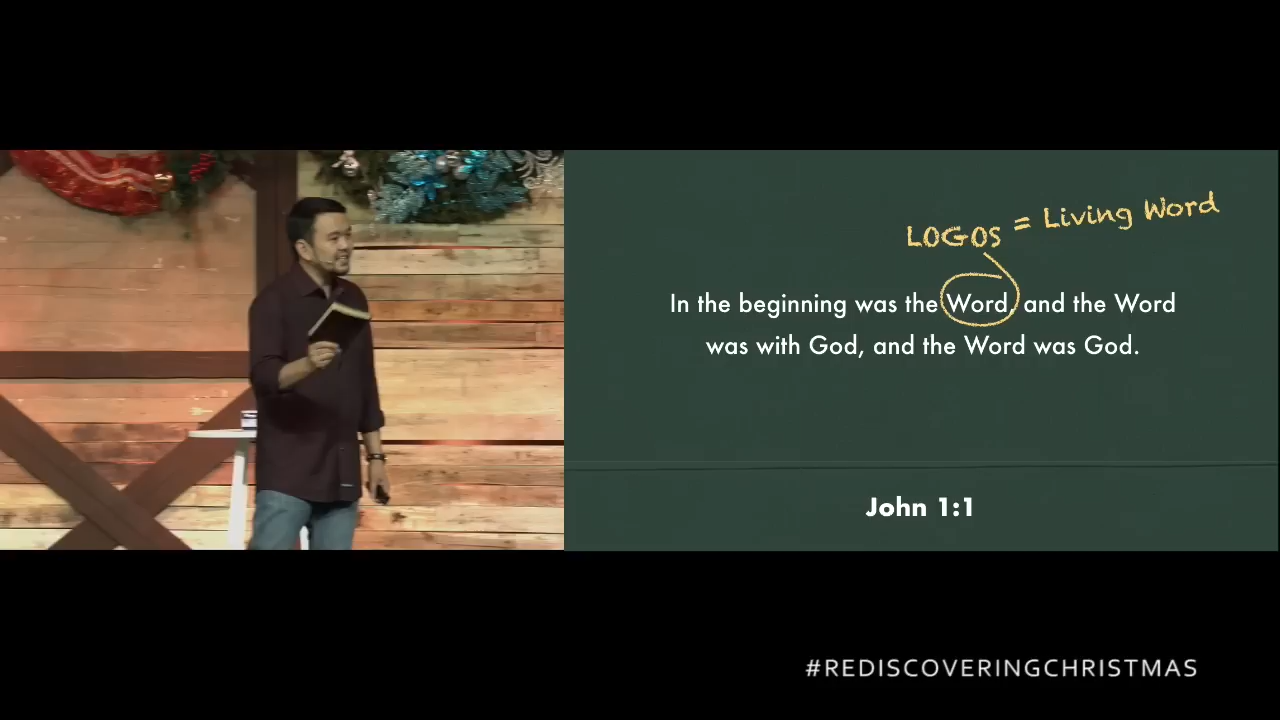 LOGOS = Living Word
In the beginning was the Word, and the Word
was with God, and the Word was God.
John 1:1
#REDISCOVERINGCHRISTMAS